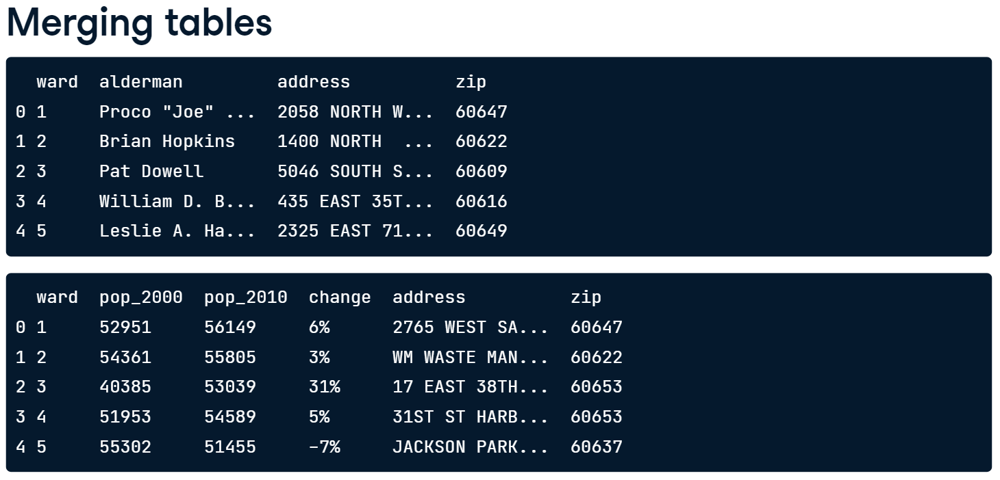 Merging tables
ward alderman address zip
0 1 Proco "Joe" ... 2058 NORTH W... 60647
1 2 Brian Hopkins 1400 NORTH ... 60622
2 3 Pat Dowell 5046 SOUTH S... 60609
3 4 William D. B... 435 EAST 35T... 60616
4 5 Leslie A. Ha... 2325 EAST 71... 60649
ward pop_2000 pop_2010 change address zip
0 1 52951 56149 6% 2765 WEST SA... 60647
1 2 54361 55805 3% WM WASTE MAN... 60622
2 3 40385 53039 31% 17 EAST 38TH... 60653
3 4 51953 54589 5% 31ST ST HARB... 60653
4 5 55302 51455 -7% JACKSON PARK... 60637